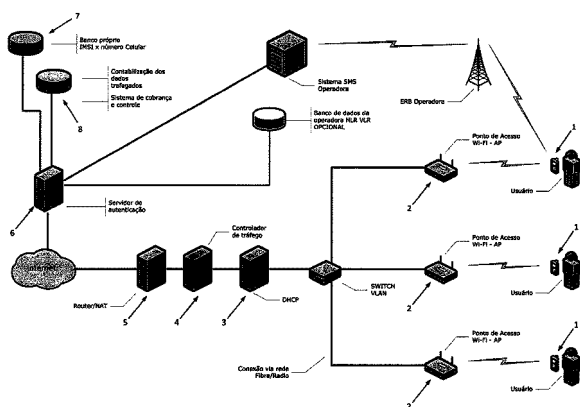 7
Banco próprio
IMSI x número Celular
Contabilização dos
dados
trafegados
Sistema de cobrança
e controle
8
Sistema SMS
Operadora
ERB Operadora
1
Banco de dados da
operadora HLR VLR
OPCIONAL
Ponto de Acesso
Wi-Fi - AP
Usuário
2
6
Servidor de
autenticação
Internet
Controlador
de tráfego
Router/NAT
5
4
3
DHCP
SWITCH
VLAN
Ponto de Acesso
Wi-Fi - AP
1
Usuário
2
Conexão via rede
Fibra/Radio
Ponto de Acesso
Wi-Fi - AP
1
Usuário
2